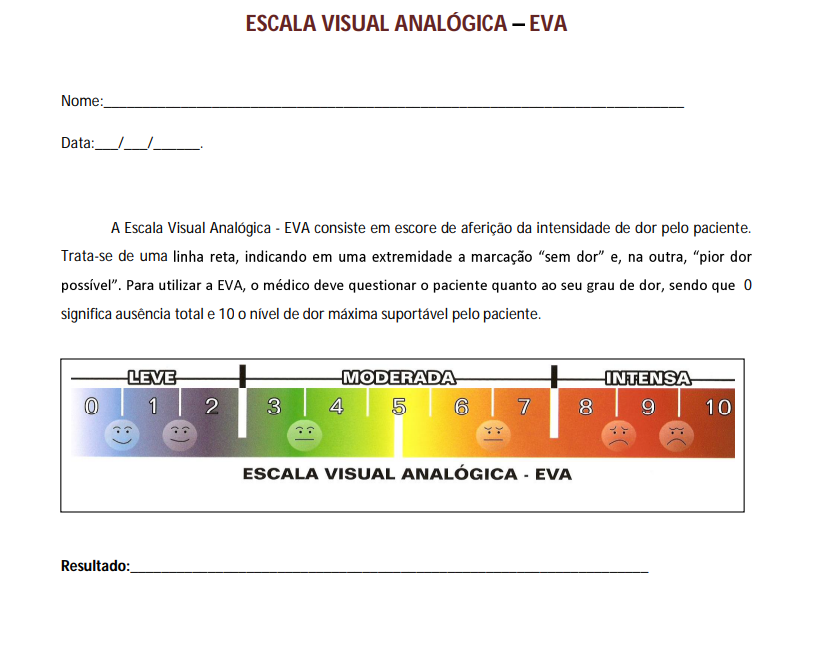 ESCALA VISUAL ANALÓGICA – EVA
Nome:______________________________________________________________________
Data:___/___/______.
A Escala Visual Analógica - EVA consiste em escore de aferição da intensidade de dor pelo paciente.
Trata-se de uma linha reta, indicando em uma extremidade a marcação “sem dor” e, na outra, “pior dor
possível”. Para utilizar a EVA, o médico deve questionar o paciente quanto ao seu grau de dor, sendo que 0
significa ausência total e 10 o nível de dor máxima suportável pelo paciente.
LEVE MODERADA INTENSA
0 1 2 3 4 5 6 7 8 9 10
ESCALA VISUAL ANALÓGICA - EVA
Resultado:______________________________________________________________